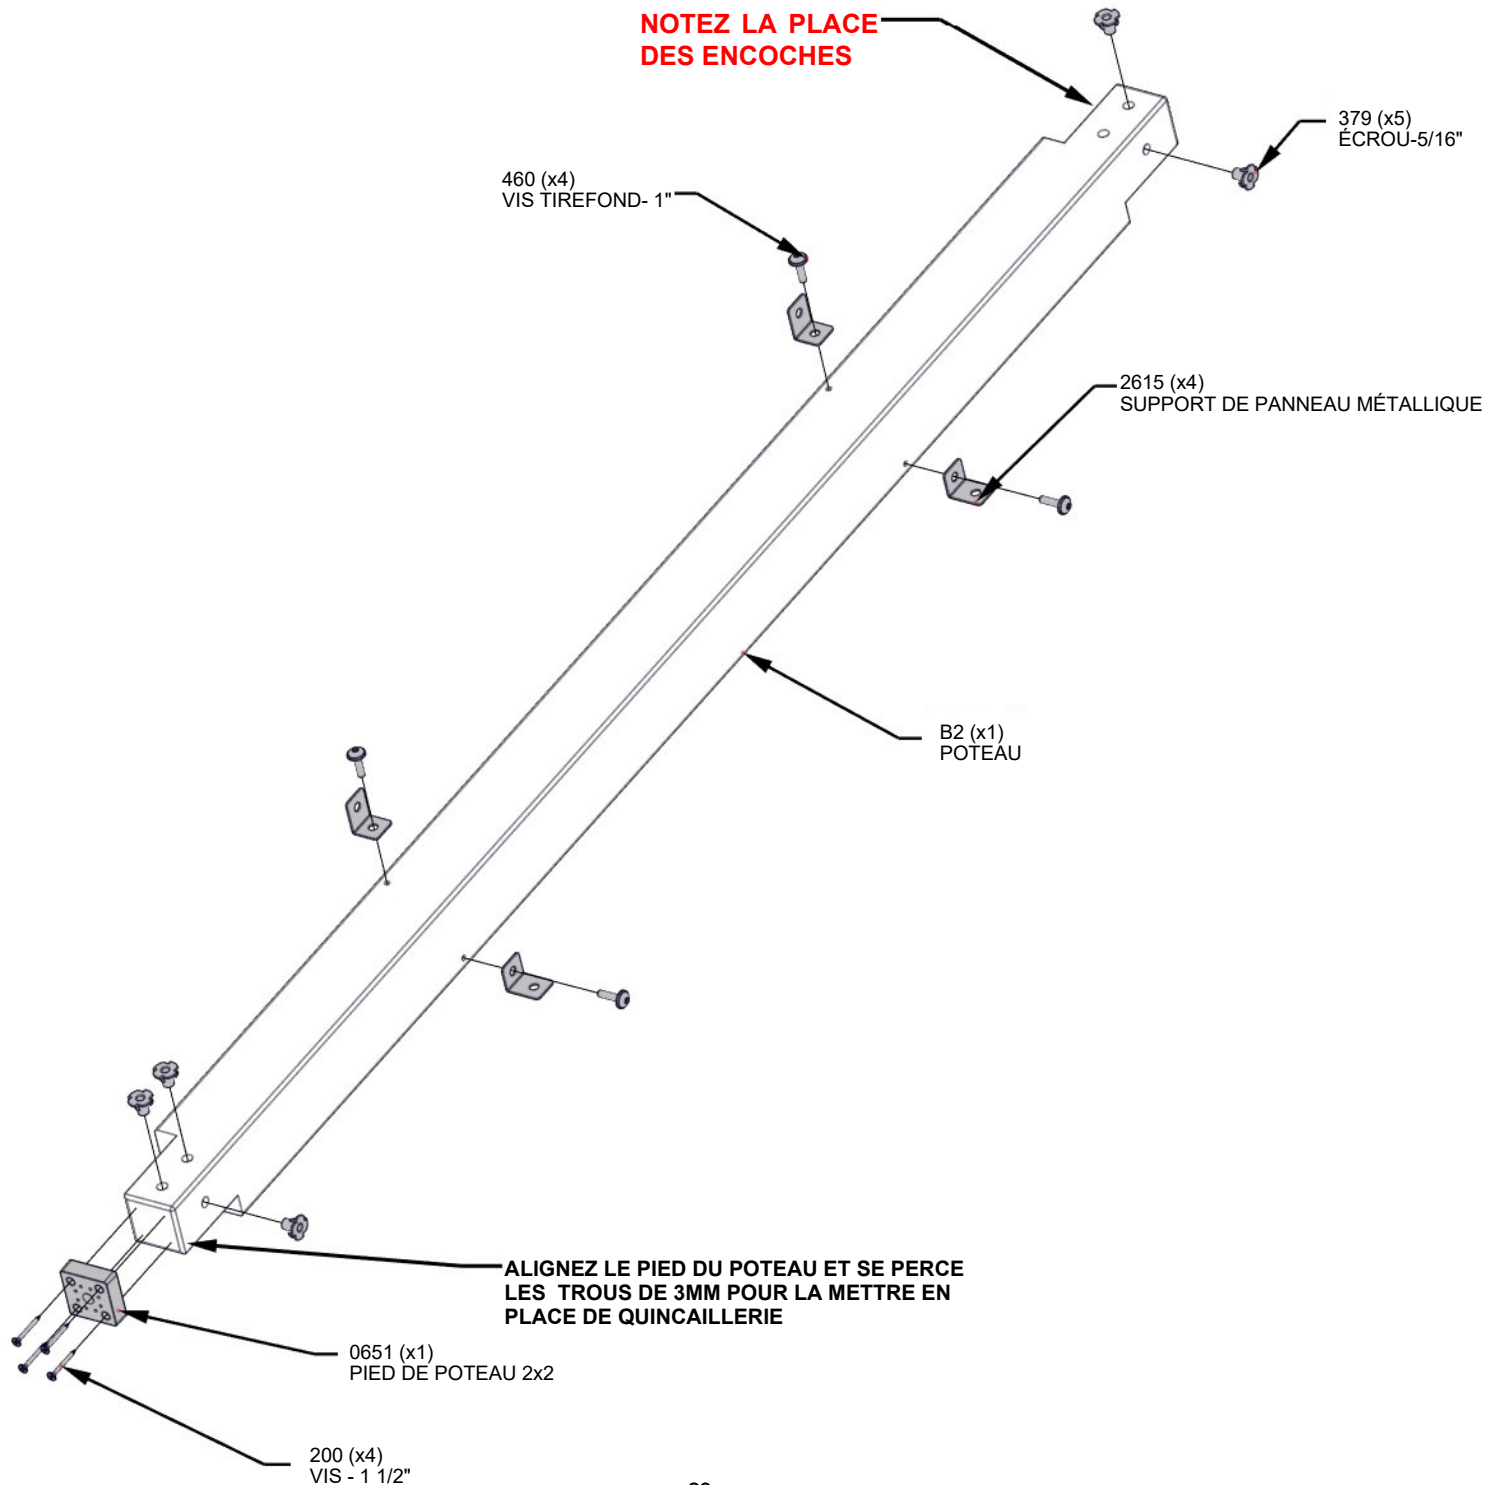 NOTEZ LA PLACE
DES ENCOCHES
379 (x5)
ÉCROU-5/16"
460 (x4)
VIS TIREFOND- 1"
2615 (x4)
SUPPORT DE PANNEAU MÉTALLIQUE
B2 (x1)
POTEAU
ALIGNEZ LE PIED DU POTEAU ET SE PERCE
LES TROUS DE 3MM POUR LA METTRE EN
PLACE DE QUINCAILLERIE
0651 (x1)
PIED DE POTEAU 2x2
200 (x4)
VIS - 1 1/2"